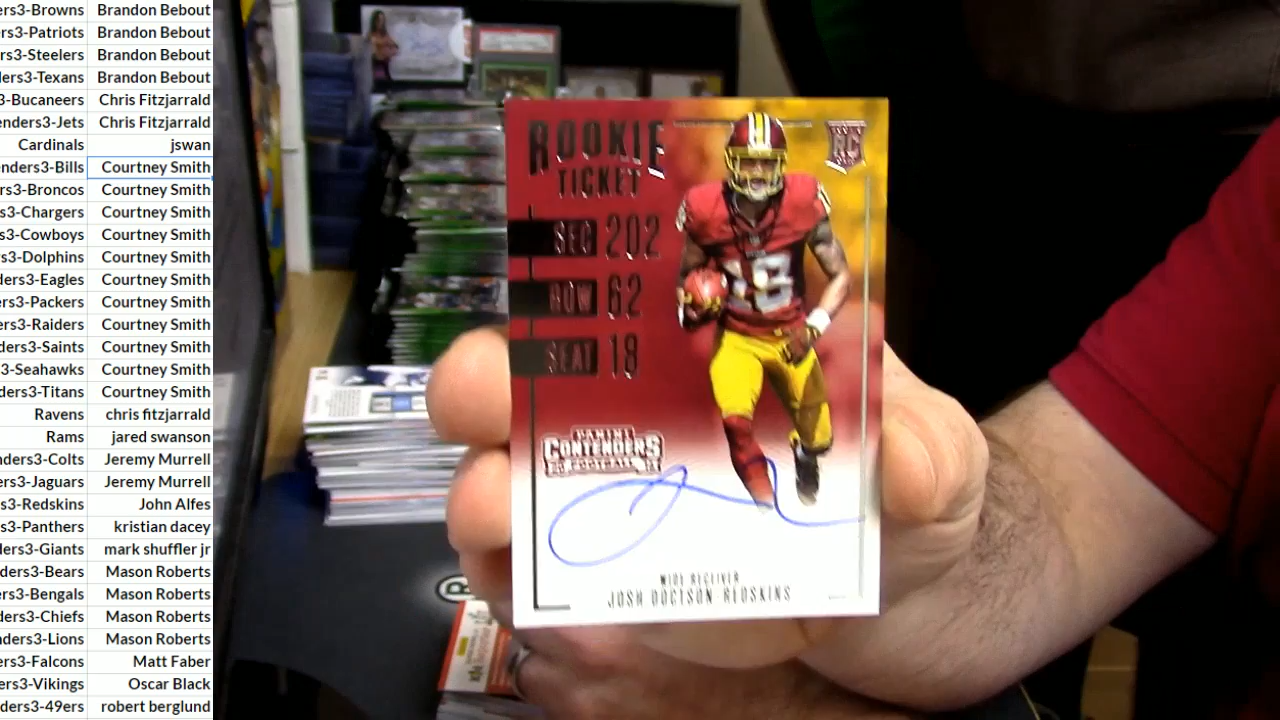 ers3-Browns Brandon Bebout
ers3-Patriots Brandon Bebout
ers3-Steelers Brandon Bebout
ders3-Texans Brandon Bebout
3-Bucaneers Chris Fitzjarrald
enders3-Jets Chris Fitzjarrald
Cardinals jswan
enders3-Bills Courtney Smith
rs3-Broncos Courtney Smith
s3-Chargers Courtney Smith
s3-Cowboys Courtney Smith
rs3-Dolphins Courtney Smith
ders3-Eagles Courtney Smith
rs3-Packers Courtney Smith
ers3-Raiders Courtney Smith
ders3-Saints Courtney Smith
3-Seahawks Courtney Smith
ders3-Titans Courtney Smith
Ravens chris fitzjarrald
Rams jared swanson
nders3-Colts Jeremy Murrell
ers3-Jaguars Jeremy Murrell
s3-Redskins John Alfes
s3-Panthers kristian dacey
ders3-Giants mark shuffler jr
ders3-Bears Mason Roberts
ers3-Bengals Mason Roberts
ders3-Chiefs Mason Roberts
nders3-Lions Mason Roberts
ers3-Falcons Matt Faber
ers3-Vikings Oscar Black
nders3-49ers robert berglund
ROOKIE
TICKET
RC
SEC 202
ROW 62
SEAT 18
18
PANINI
CONTENDERS
FOOTBALL
WIDE RECEIVER
JOSH DOCTSON-REDSKINS